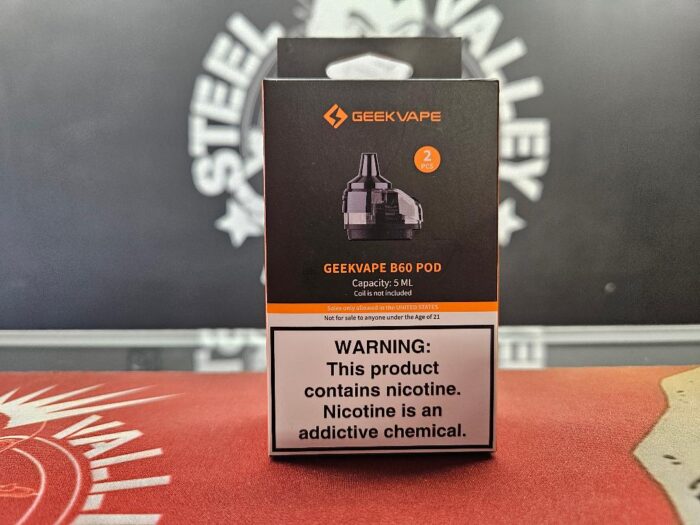 STEEL VALLEY
GEEKVAPE
2
PCS
GEEKVAPE B60 POD
Capacity: 5 ML
Coil is not included
Sales only allowed in the UNITED STATES
Not for sale to anyone under the Age of 21
WARNING:
This product
contains nicotine.
Nicotine is an
addictive chemical.
VALL